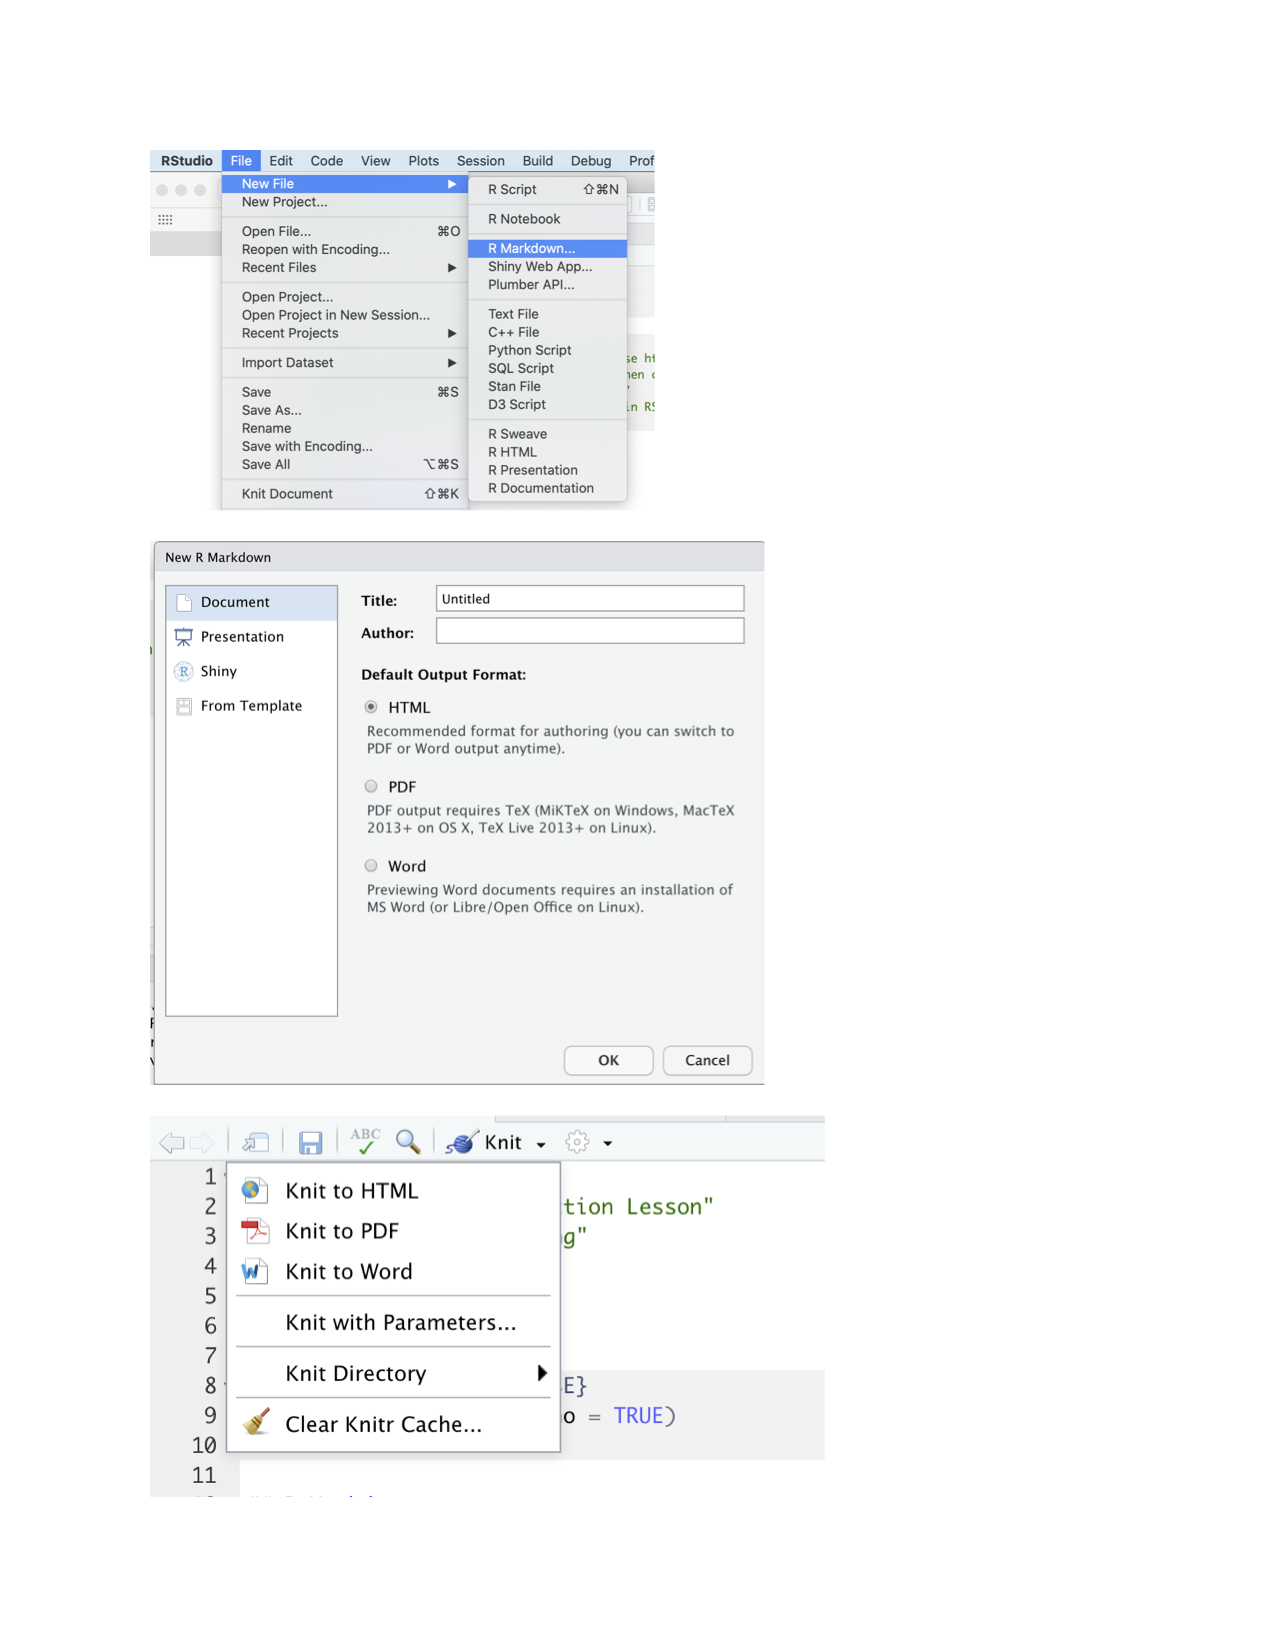 RStudio File Edit Code View Plots Session Build Debug Prof
New File
New Project...
Open File... ⌘O
Reopen with Encoding...
Recent Files
Open Project...
Open Project in New Session...
Recent Projects
Import Dataset
Save ⌘S
Save As...
Rename
Save with Encoding...
Save All ⌥⌘S
Knit Document ⇧⌘K
R Script ⇧⌘N
R Notebook
R Markdown...
Shiny Web App...
Plumber API...
Text File
C++ File
Python Script
SQL Script
Stan File
D3 Script
R Sweave
R HTML
R Presentation
R Documentation
New R Markdown
Document
Presentation
Shiny
From Template
Title: Untitled
Author:
Default Output Format:
HTML
Recommended format for authoring (you can switch to
PDF or Word output anytime).
PDF
PDF output requires TeX (MiKTeX on Windows, MacTeX
2013+ on OS X, TeX Live 2013+ on Linux).
Word
Previewing Word documents requires an installation of
MS Word (or Libre/Open Office on Linux).
OK Cancel
ABC Knit
Knit to HTML
Knit to PDF
Knit to Word
Knit with Parameters...
Knit Directory
Clear Knitr Cache...
1
2 tion Lesson"
3 g"
4
5
6
7
8 E}
9 o = TRUE)
10
11